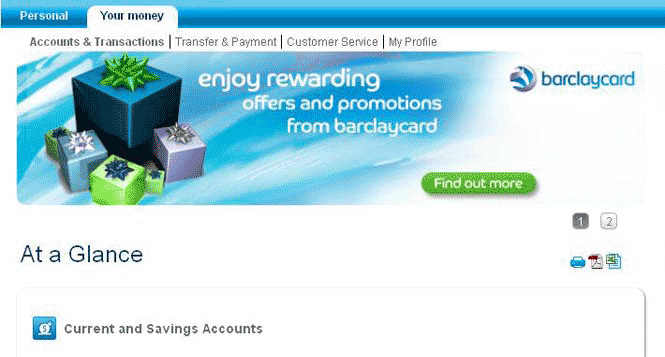 Personal Your money
Accounts & Transactions | Transfer & Payment | Customer Service | My Profile
enjoy rewarding
offers and promotions
from barclaycard
barclaycard
Find out more
1 2
At a Glance
Current and Savings Accounts